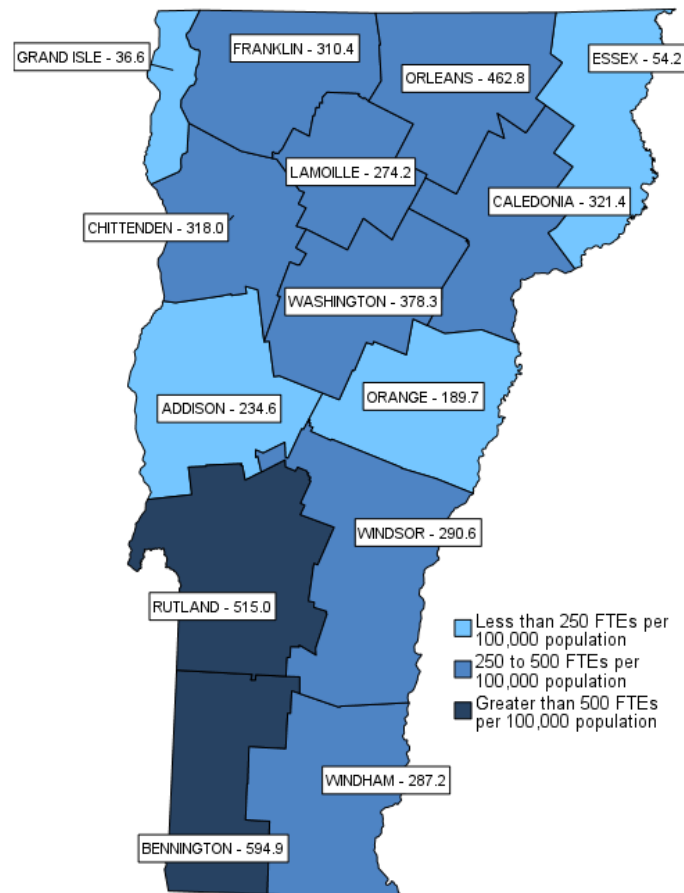 FRANKLIN - 310.4
GRAND ISLE - 36.6
ESSEX - 54.2
ORLEANS - 462.8
LAMOILLE - 274.2
CALEDONIA - 321.4
CHITTENDEN - 318.0
WASHINGTON - 378.3
ORANGE - 189.7
ADDISON - 234.6
WINDSOR - 290.6
RUTLAND - 515.0
Less than 250 FTEs per
100,000 population
250 to 500 FTEs per
100,000 population
Greater than 500 FTEs
per 100,000 population
WINDHAM - 287.2
BENNINGTON - 594.9